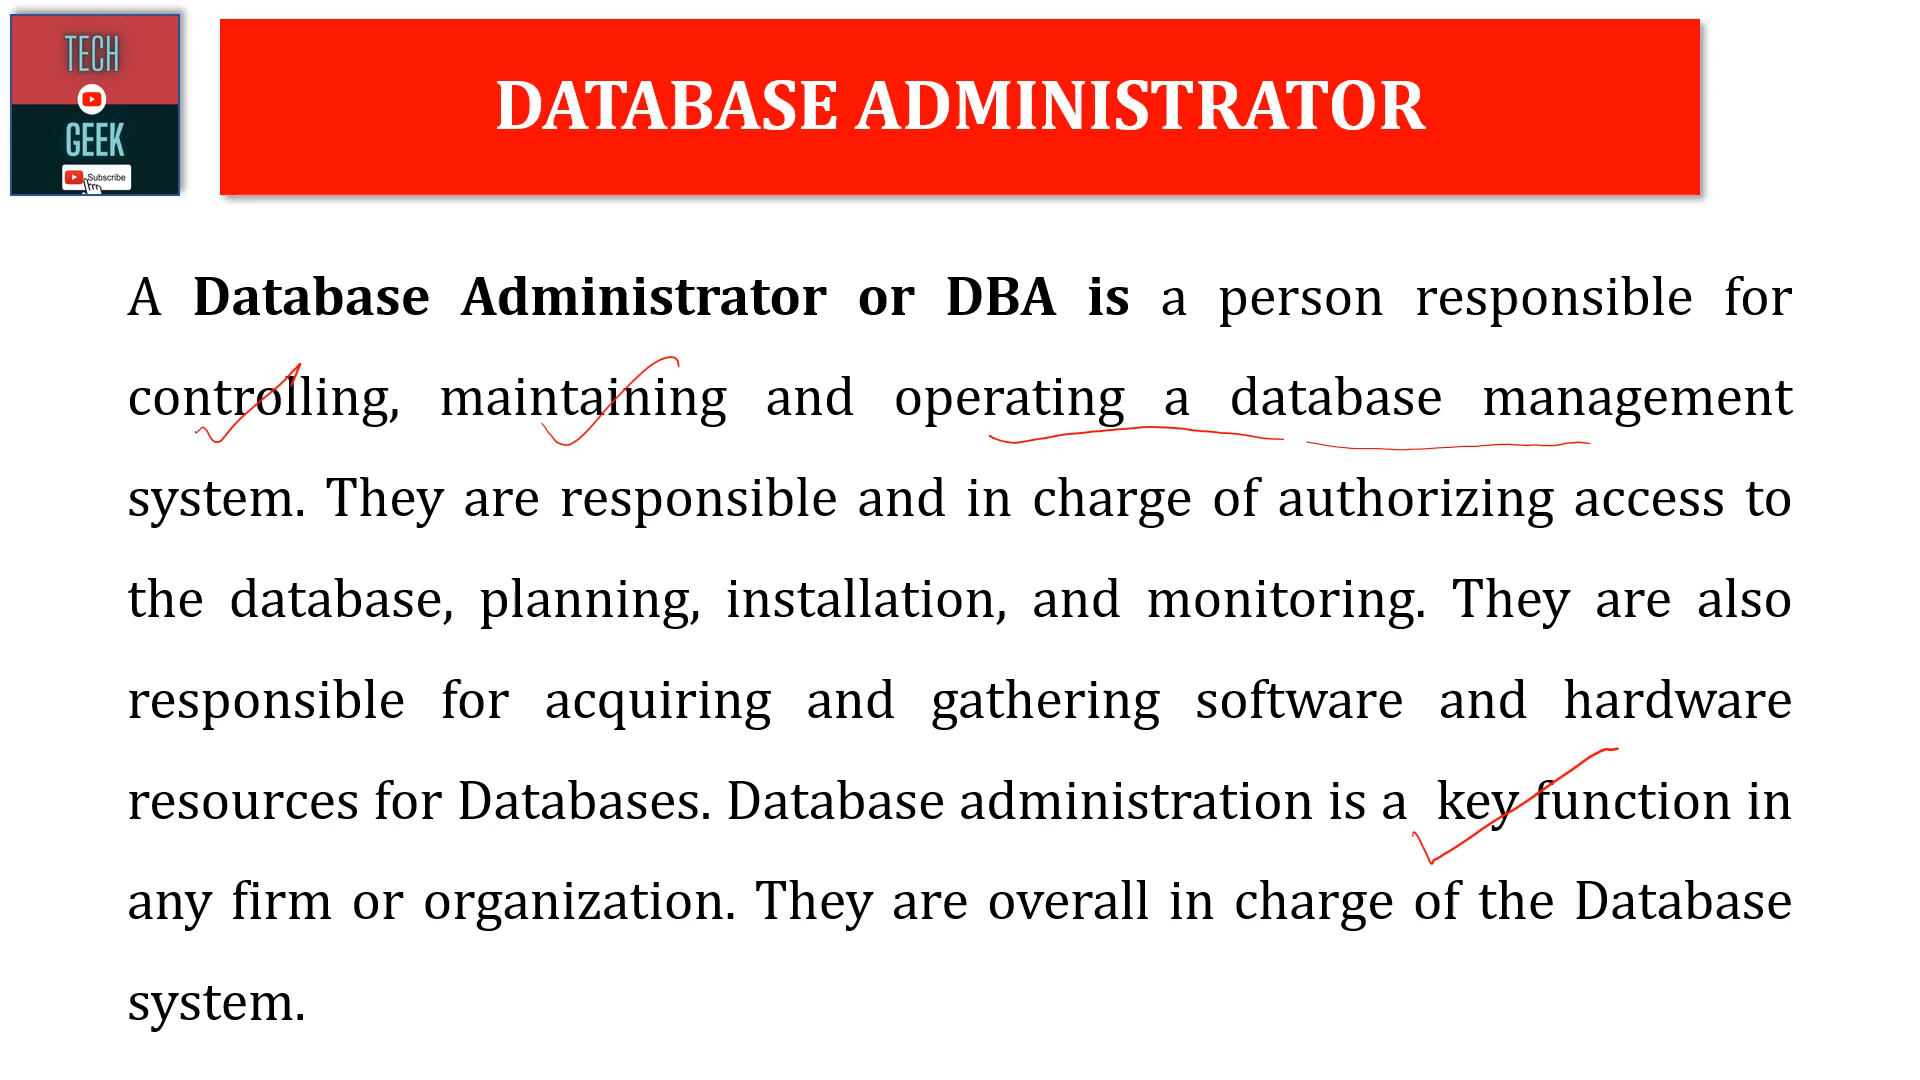 TECH
GEEK
Subscribe
DATABASE ADMINISTRATOR
A Database Administrator or DBA is a person responsible for
controlling, maintaining and operating a database management
system. They are responsible and in charge of authorizing access to
the database, planning, installation, and monitoring. They are also
responsible for acquiring and gathering software and hardware
resources for Databases. Database administration is a key function in
any firm or organization. They are overall in charge of the Database
system.